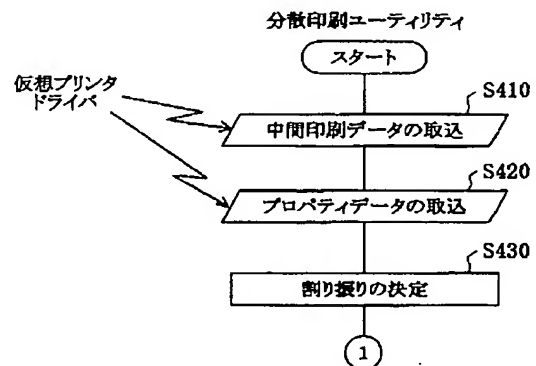 分散印刷ユーティリティ
スタート
仮想プリンタ
ドライバ
S410
中間印刷データの取込
S420
プロパティデータの取込
S430
割り振りの決定
1